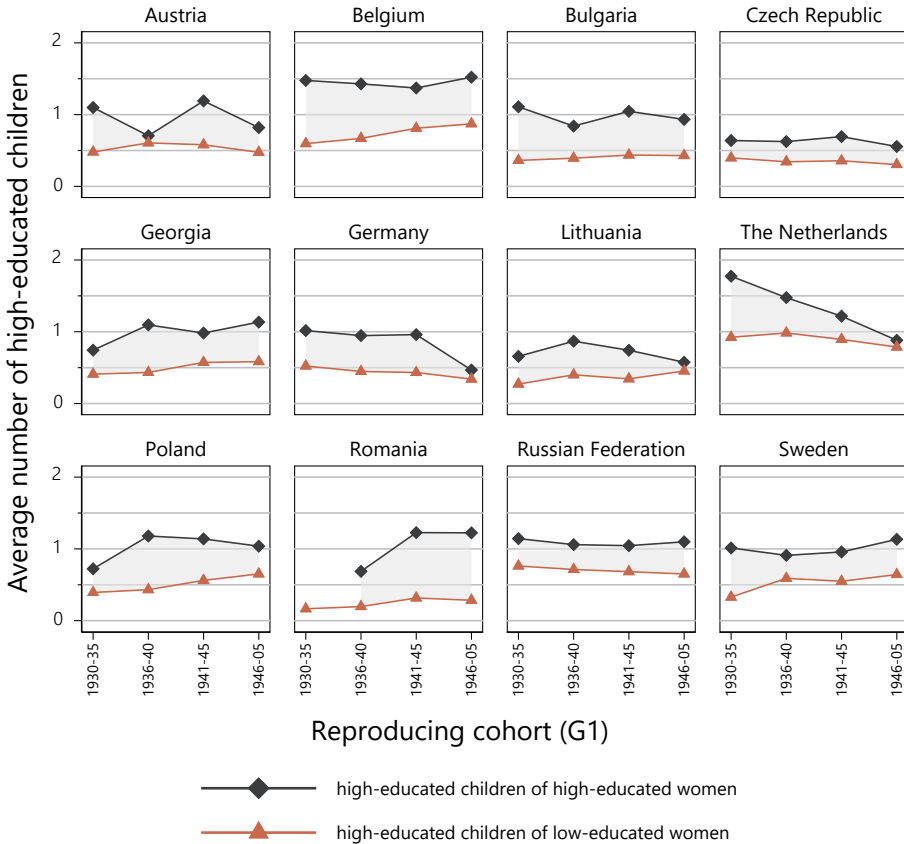 Average number of high-educated children
Austria
Belgium
Bulgaria
Czech Republic
2
1
0
Georgia
Germany
Lithuania
The Netherlands
2
1
0
Poland
Romania
Russian Federation
Sweden
2
1
0
1930-35
1936-40
1941-45
1946-05
1930-35
1936-40
1941-45
1946-05
1930-35
1936-40
1941-45
1946-05
1930-35
1936-40
1941-45
1946-05
Reproducing cohort (G1)
high-educated children of high-educated women
high-educated children of low-educated women